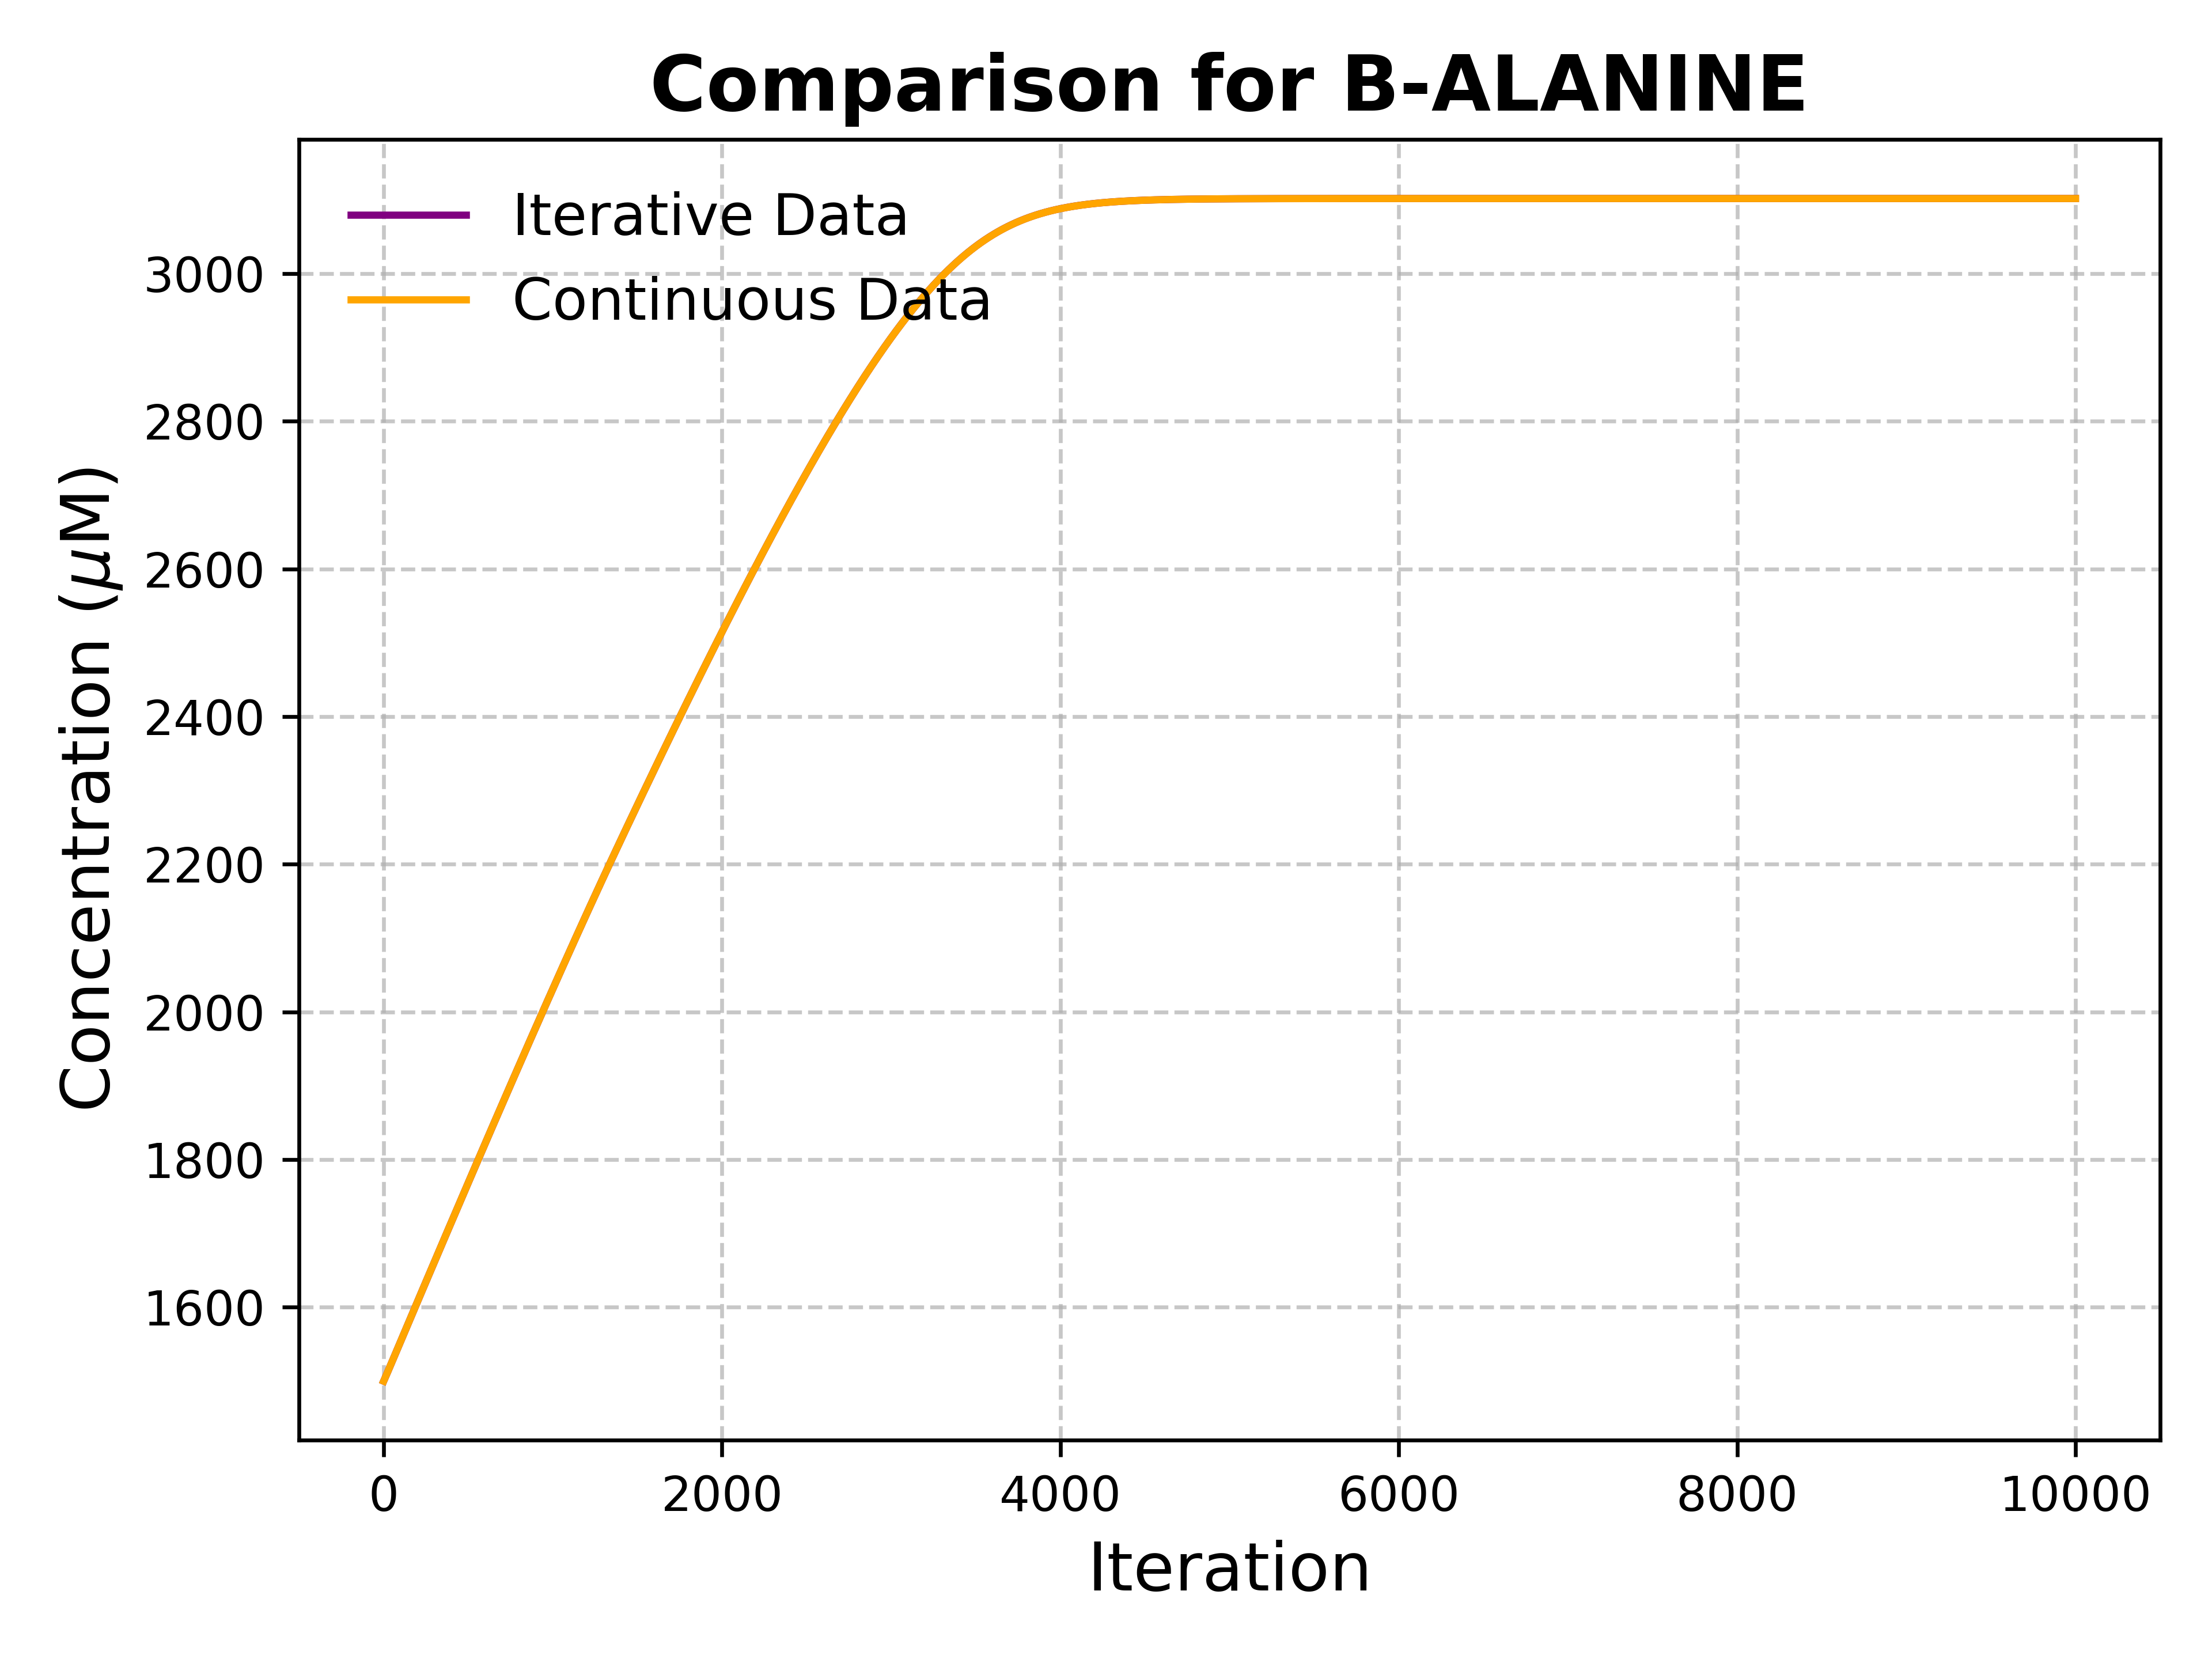 Comparison for B-ALANINE
Iterative Data
Continuous Data
Concentration (μM)
3000
2800
2600
2400
2200
2000
1800
1600
0 2000 4000 6000 8000 10000
Iteration